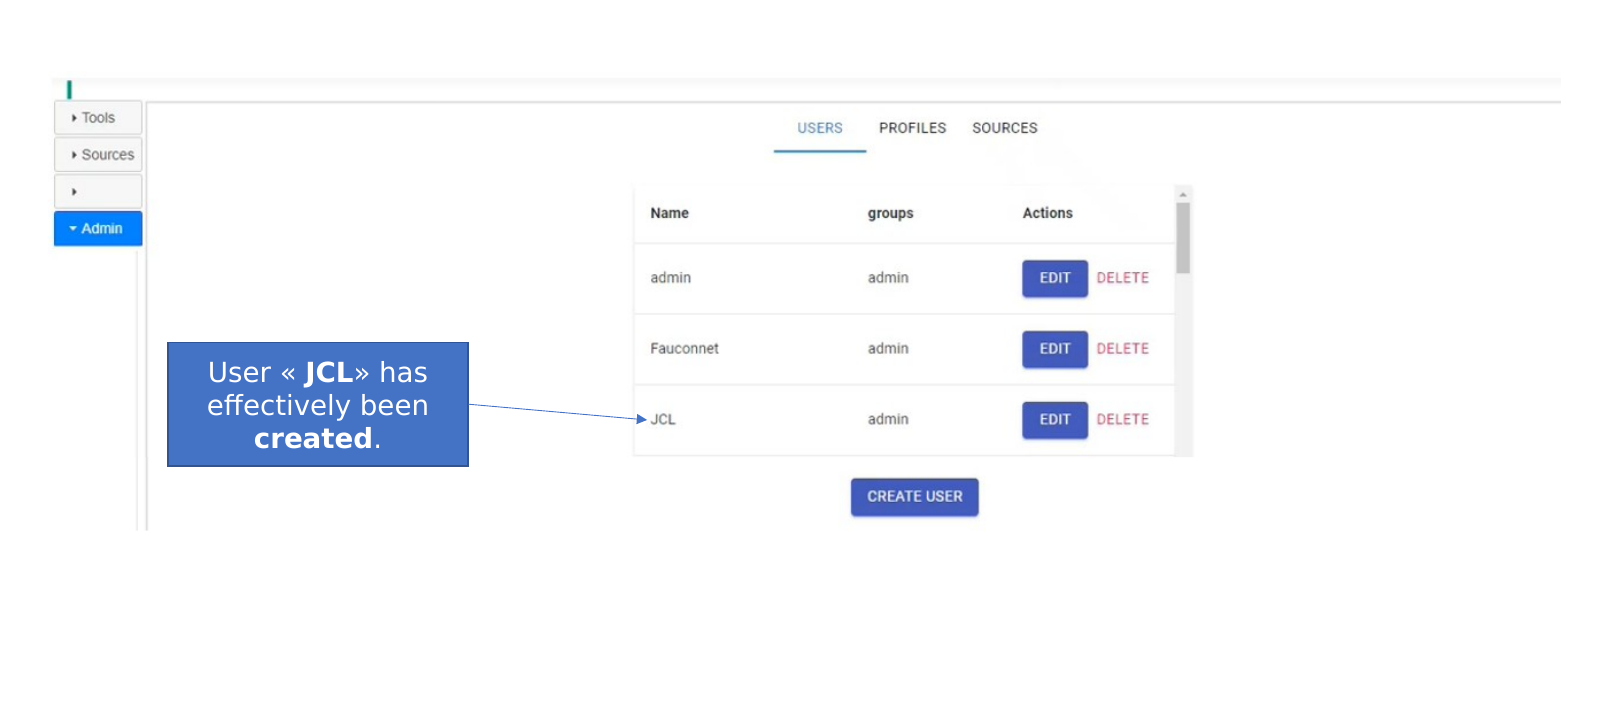 Tools
USERS PROFILES SOURCES
Sources
Name groups Actions
Admin
admin admin EDIT DELETE
Fauconnet admin EDIT DELETE
User « JCL» has
effectively been
created.
JCL admin EDIT DELETE
CREATE USER